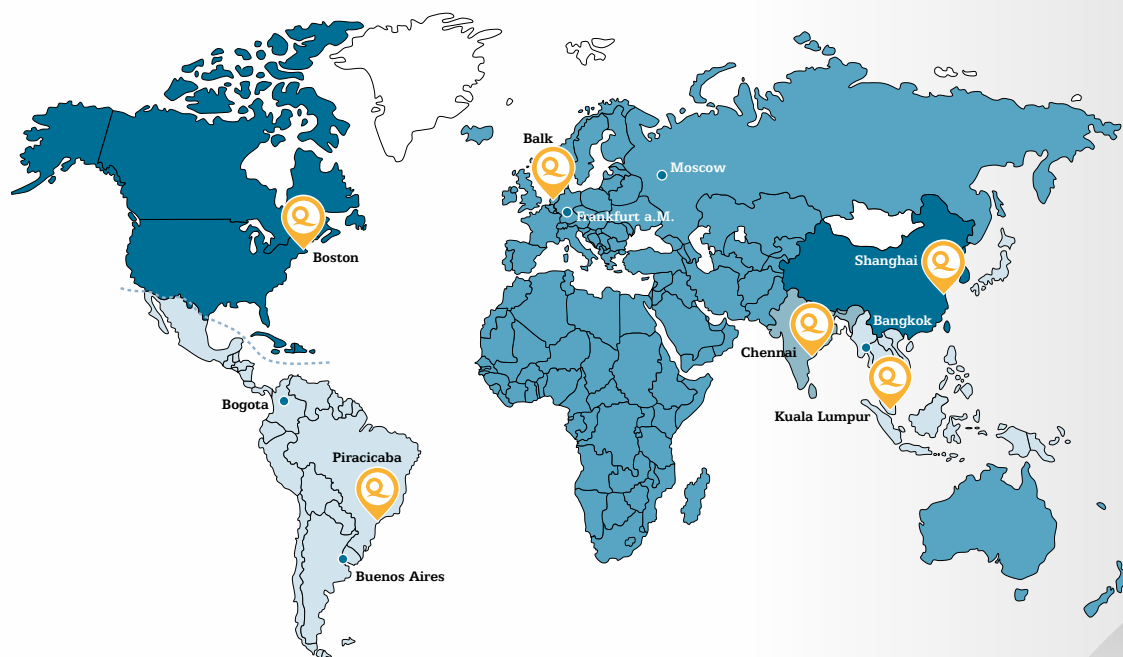 Balk
Moscow
Frankfurt a.M.
Boston
Shanghai
Bangkok
Chennai
Kuala Lumpur
Bogota
Piracicaba
Buenos Aires